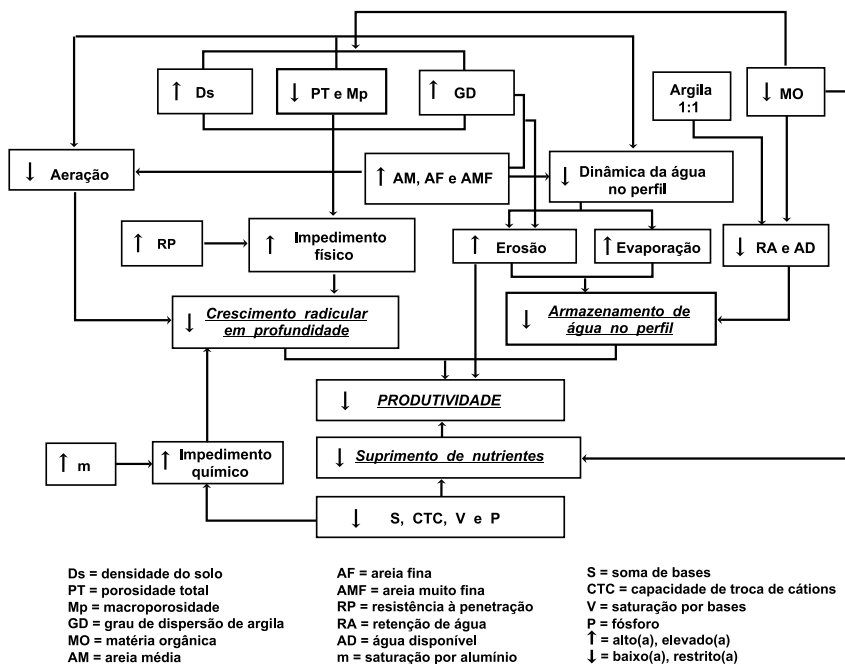 ↑ Ds
↓ PT e Mp
↑ GD
Argila
1:1
↓ MO
↓ Aeração
↑ AM, AF e AMF
↓ Dinâmica da água
no perfil
↑ RP
↑ Impedimento
físico
↑ Erosão
↑ Evaporação
↓ RA e AD
↓ Crescimento radicular
em profundidade
↓ Armazenamento de
água no perfil
↓ PRODUTIVIDADE
↑ m
↑ Impedimento
químico
↓ Suprimento de nutrientes
↓ S, CTC, V e P
Ds = densidade do solo
PT = porosidade total
Mp = macroporosidade
GD = grau de dispersão de argila
MO = matéria orgânica
AM = areia média
AF = areia fina
AMF = areia muito fina
RP = resistência à penetração
RA = retenção de água
AD = água disponível
m = saturação por alumínio
S = soma de bases
CTC = capacidade de troca de cátions
V = saturação por bases
P = fósforo
↑ = alto(a), elevado(a)
↓ = baixo(a), restrito(a)